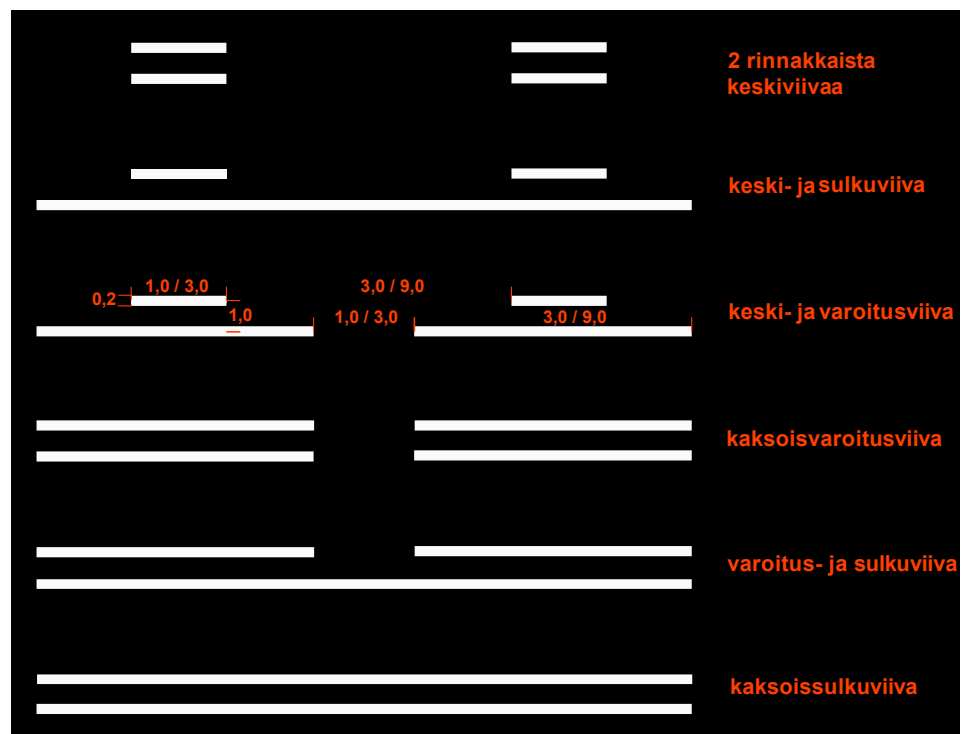 2 rinnakkaista
keskiviivaa
keski- ja sulkuviiva
1,0 / 3,0
3,0 / 9,0
0,2
1,0
1,0 / 3,0
3,0 / 9,0
keski- ja varoitusviiva
kaksoisvaroitusviiva
varoitus- ja sulkuviiva
kaksoissulkuviiva